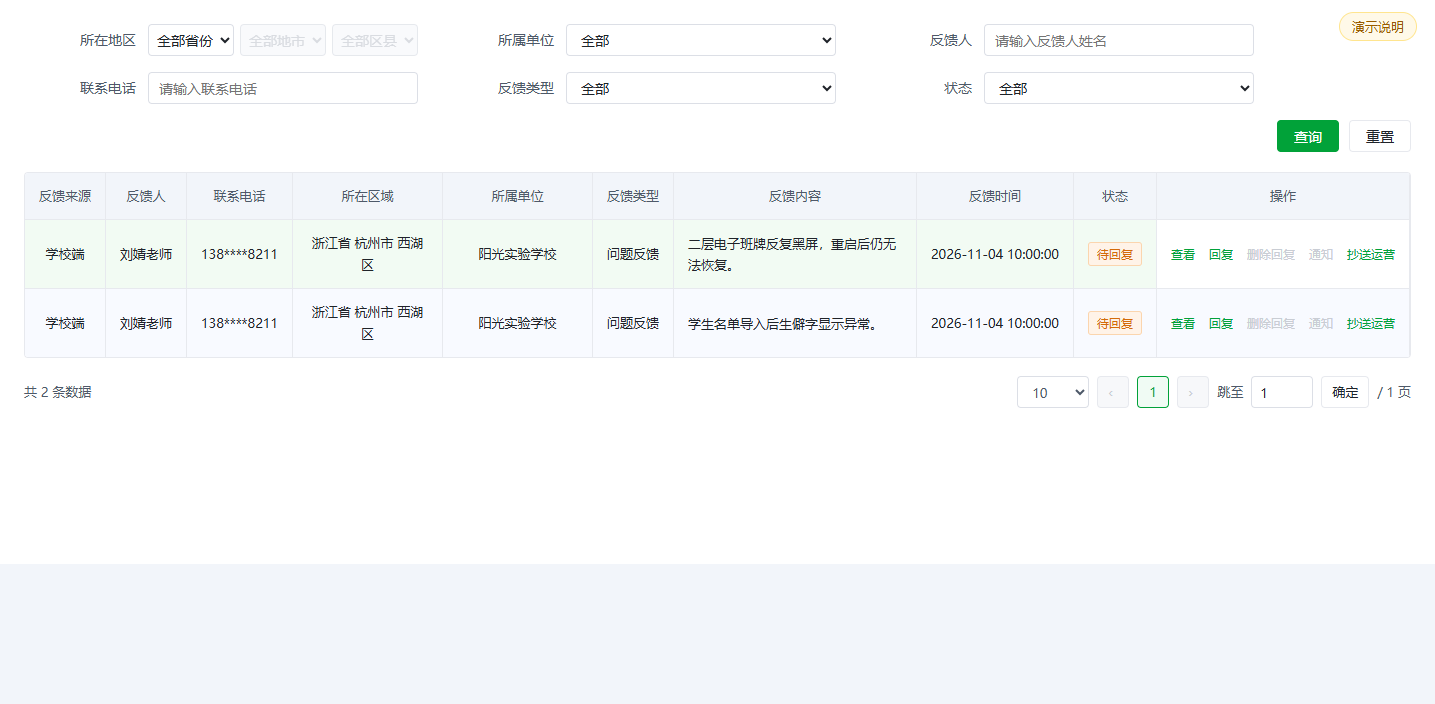 所在地区 全部省份 全部地市 全部区县 所属单位 全部 反馈人 请输入反馈人姓名 演示说明
联系电话 请输入联系电话 反馈类型 全部 状态 全部
查询 重置
反馈来源 反馈人 联系电话 所在区域 所属单位 反馈类型 反馈内容 反馈时间 状态 操作
学校端 刘婧老师 138****8211 浙江省 杭州市 西湖
区 阳光实验学校 问题反馈 二层电子班牌反复黑屏，重启后仍无
法恢复。 2026-11-04 10:00:00 待回复 查看 回复 删除回复 通知 抄送运营
学校端 刘婧老师 138****8211 浙江省 杭州市 西湖
区 阳光实验学校 问题反馈 学生名单导入后生僻字显示异常。 2026-11-04 10:00:00 待回复 查看 回复 删除回复 通知 抄送运营
共 2 条数据 10 ‹ 1 › 跳至 1 确定 / 1 页